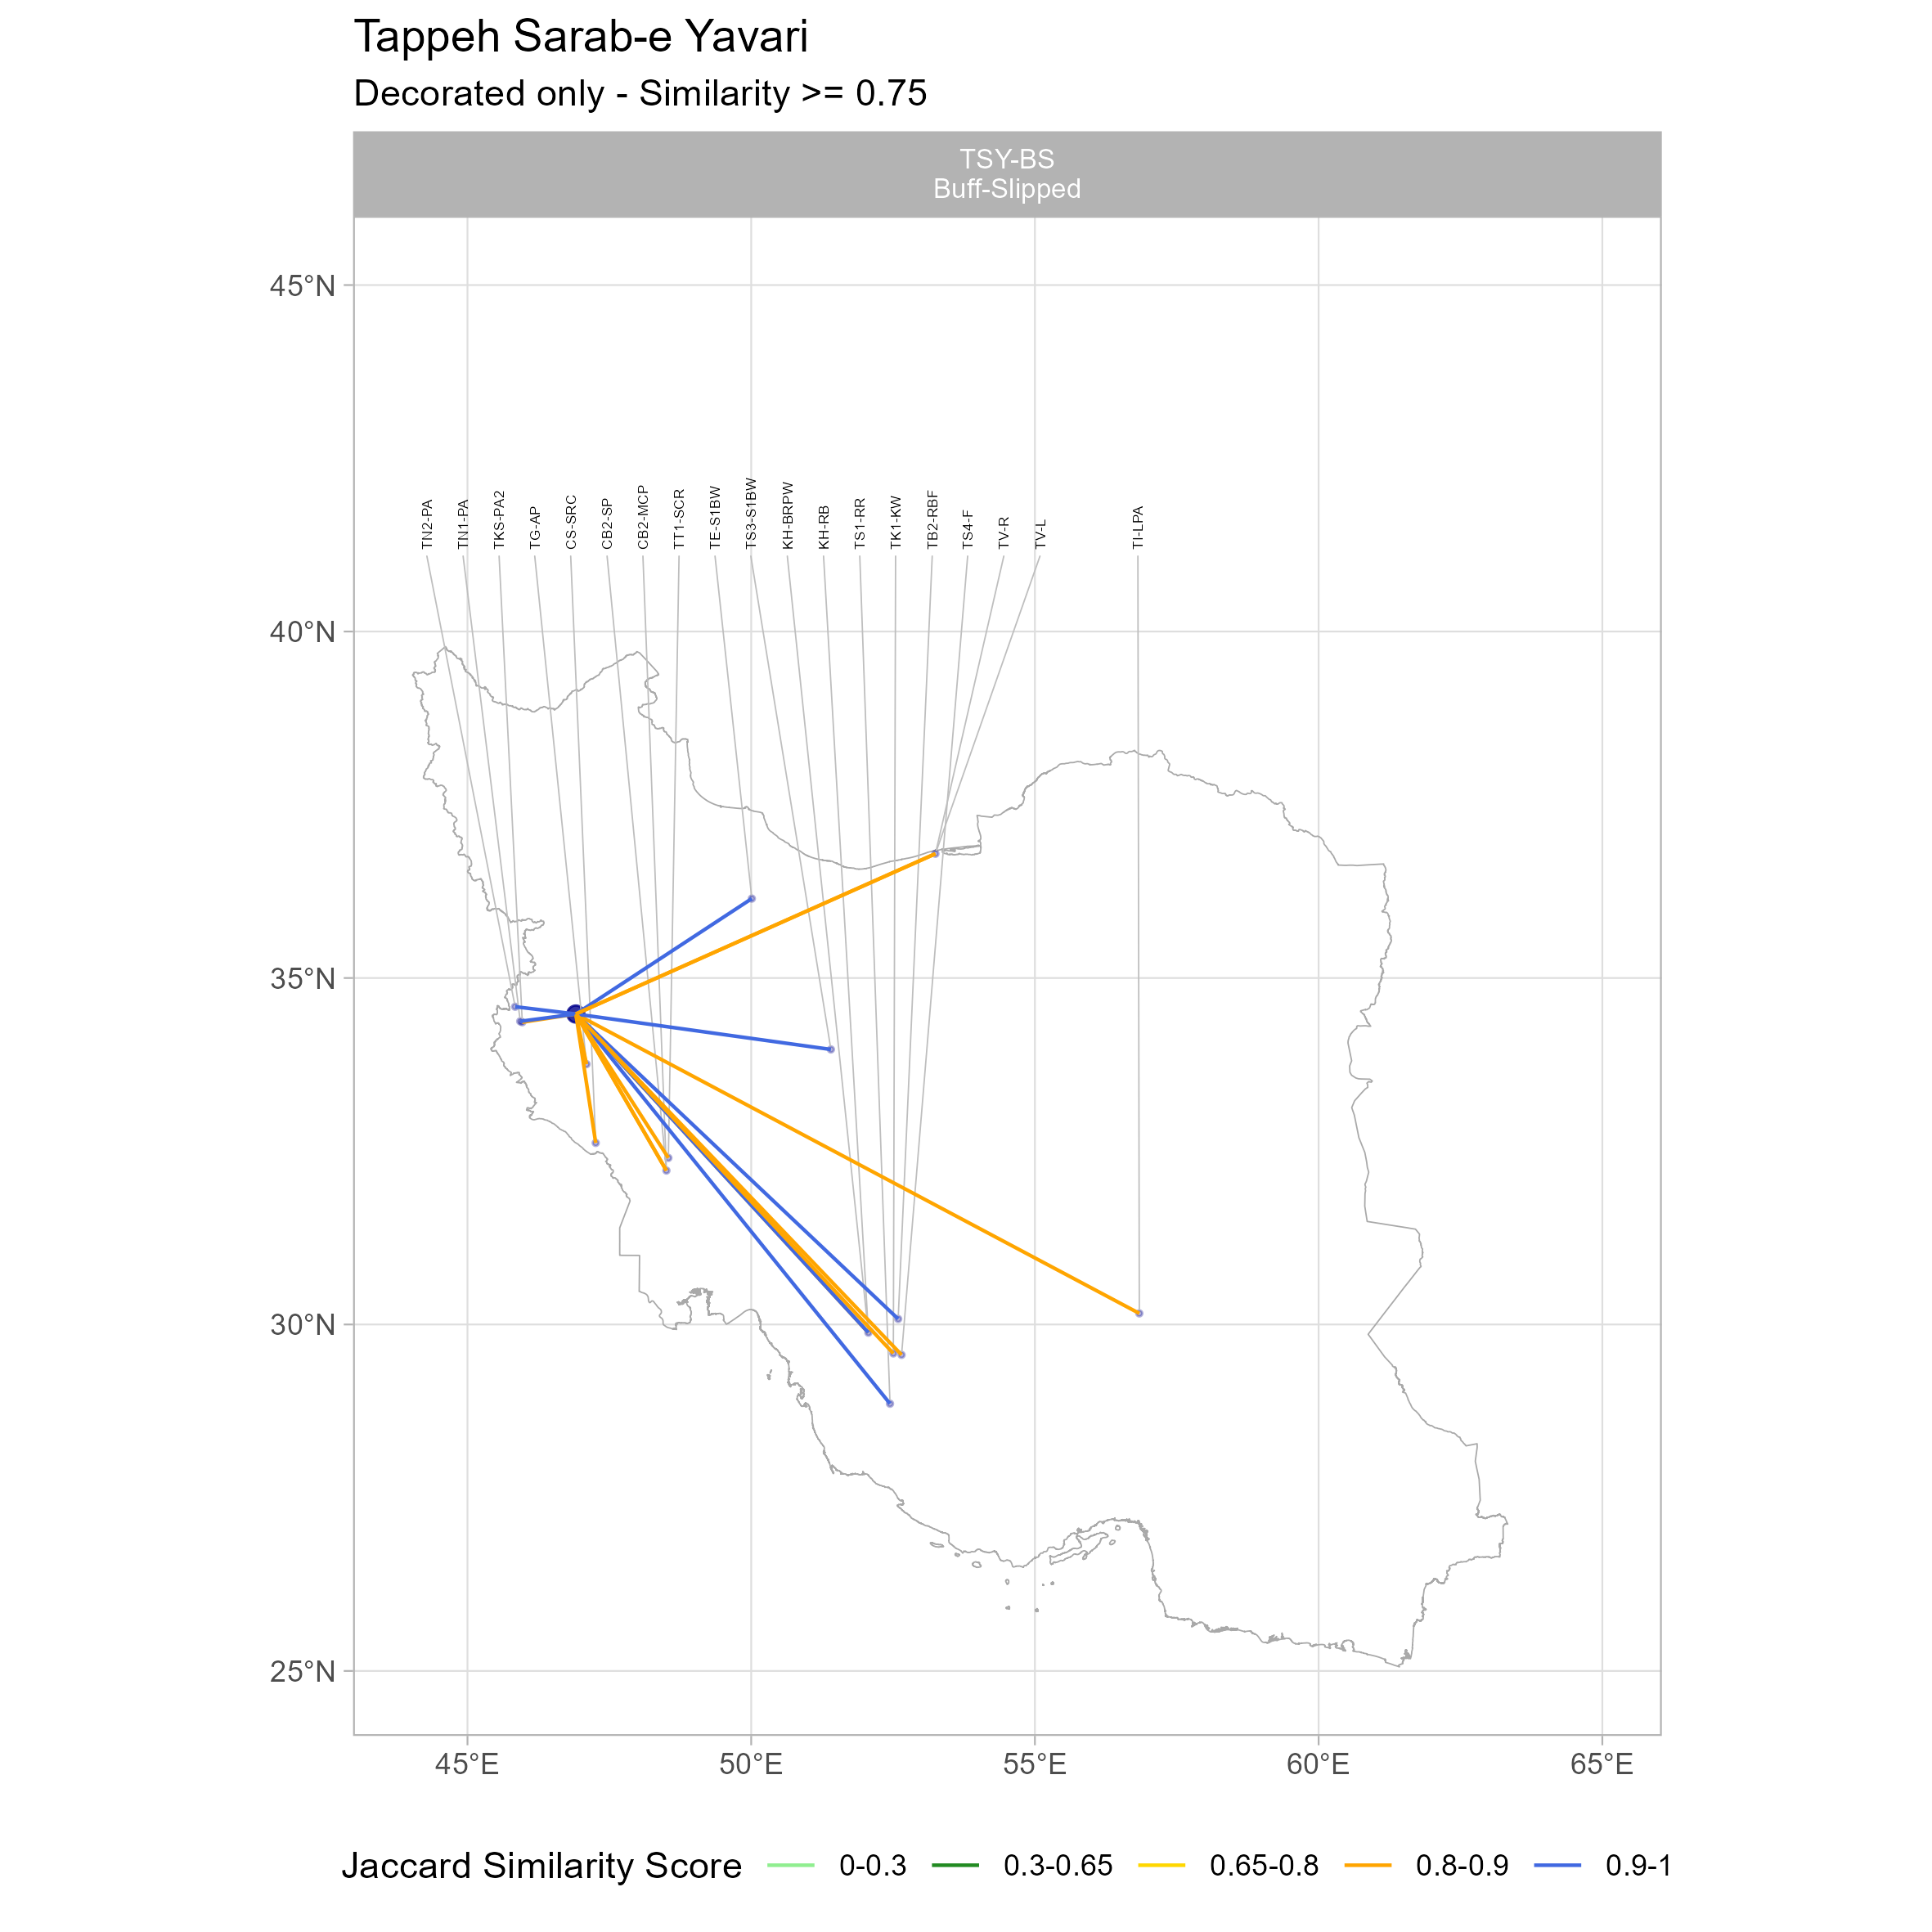 Tappeh Sarab-e Yavari
Decorated only - Similarity >= 0.75
TSY-BS
Buff-Slipped
45°N
40°N
35°N
30°N
25°N
TN2-PA
TN1-PA
TKS-PA2
TG-AP
CS-SRC
CB2-SP
CB2-MCP
TT1-SCR
TE-S1BW
TS3-S1BW
KH-BRPW
KH-RB
TS1-RR
TK1-KW
TB2-RBF
TS4-F
TV-R
TV-L
TI-LPA
45°E
50°E
55°E
60°E
65°E
Jaccard Similarity Score 0-0.3 0.3-0.65 0.65-0.8 0.8-0.9 0.9-1